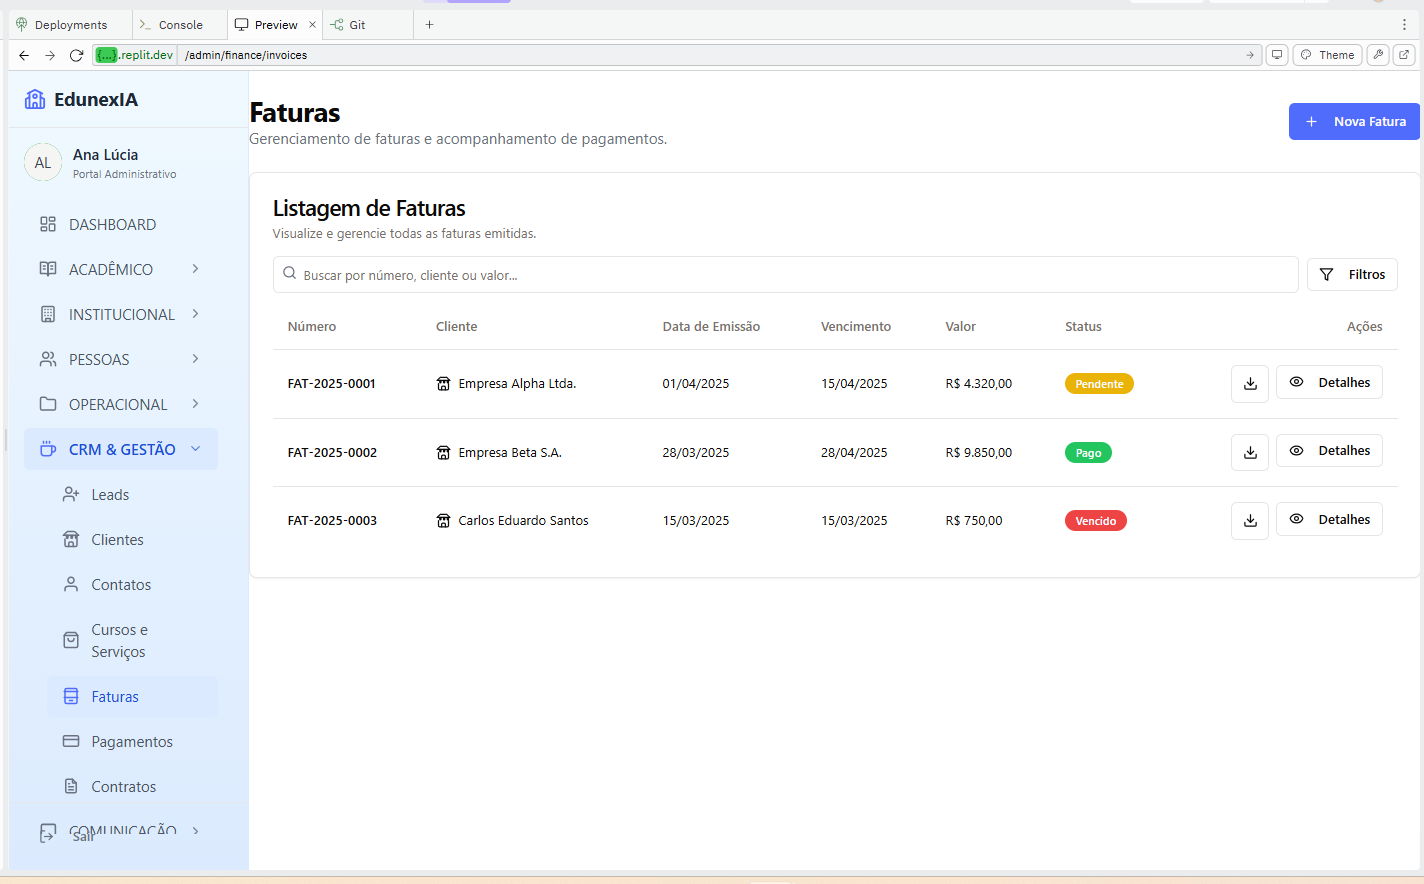 Deployments
Console
Preview
Git
{...}.replit.dev
/admin/finance/invoices
Theme
EdunexIA
AL
Ana Lúcia
Portal Administrativo
DASHBOARD
ACADÊMICO
INSTITUCIONAL
PESSOAS
OPERACIONAL
CRM & GESTÃO
Leads
Clientes
Contatos
Cursos e
Serviços
Faturas
Pagamentos
Contratos
COMUNICAÇÃO
Sair
Faturas
Gerenciamento de faturas e acompanhamento de pagamentos.
Nova Fatura
Listagem de Faturas
Visualize e gerencie todas as faturas emitidas.
Buscar por número, cliente ou valor...
Filtros
Número Cliente Data de Emissão Vencimento Valor Status Ações
FAT-2025-0001 Empresa Alpha Ltda. 01/04/2025 15/04/2025 R$ 4.320,00 Pendente Detalhes
FAT-2025-0002 Empresa Beta S.A. 28/03/2025 28/04/2025 R$ 9.850,00 Pago Detalhes
FAT-2025-0003 Carlos Eduardo Santos 15/03/2025 15/03/2025 R$ 750,00 Vencido Detalhes